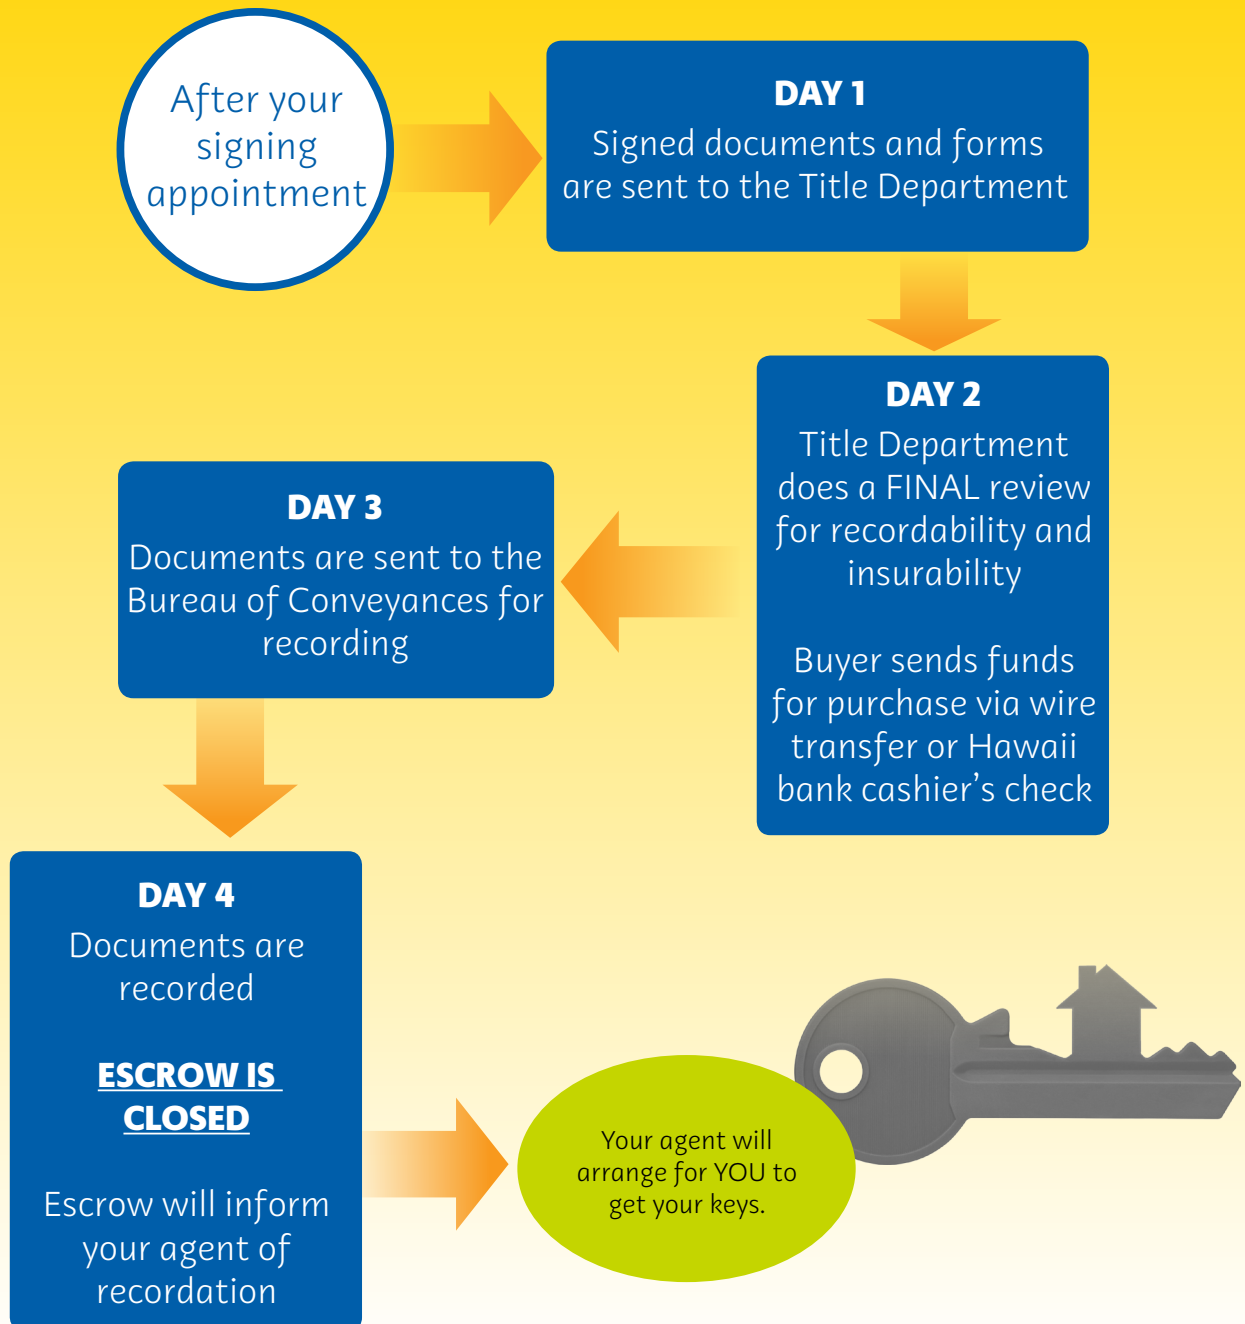 After your
signing
appointment
DAY 1
Signed documents and forms
are sent to the Title Department
DAY 2
Title Department
does a FINAL review
for recordability and
insurability
Buyer sends funds
for purchase via wire
transfer or Hawaii
bank cashier’s check
DAY 3
Documents are sent to the
Bureau of Conveyances for
recording
DAY 4
Documents are
recorded
ESCROW IS
CLOSED
Escrow will inform
your agent of
recordation
Your agent will
arrange for YOU to
get your keys.